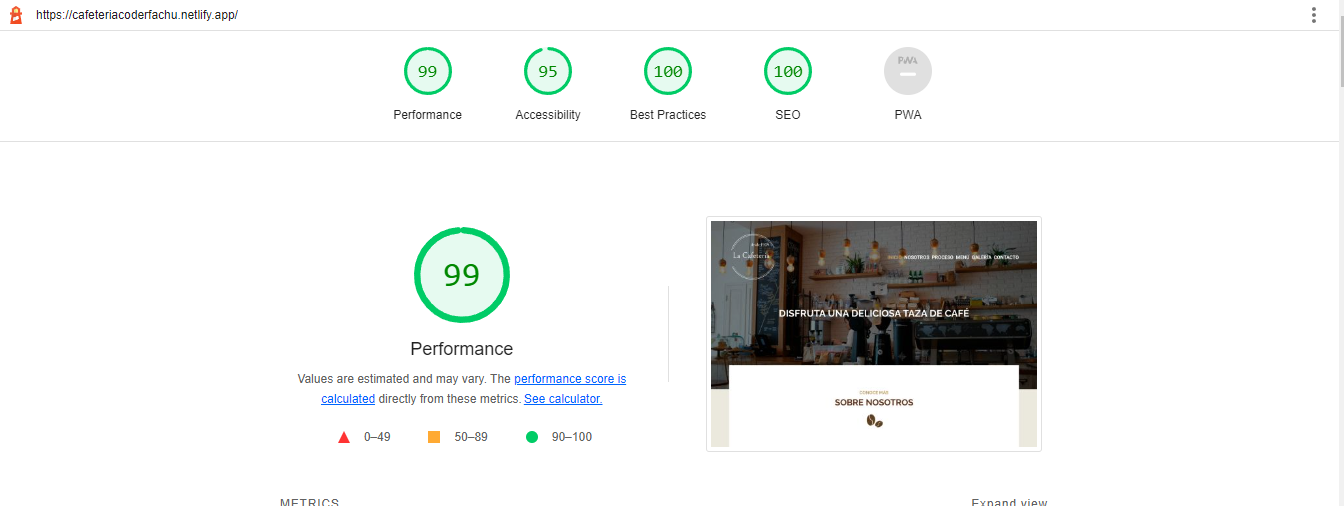 https://cafeteriacoderfachu.netlify.app/
99
95
100
100
PWA
Performance
Accessibility
Best Practices
SEO
PWA
99
Performance
Values are estimated and may vary. The performance score is
calculated directly from these metrics. See calculator.
0–49
50–89
90–100
La Cafetería
NOSOTROS PROCESO MENU GALERÍA CONTACTO
DISFRUTA UNA DELICIOSA TAZA DE CAFÉ
CONOCE MAS
SOBRE NOSOTROS
METRICS
Expand view